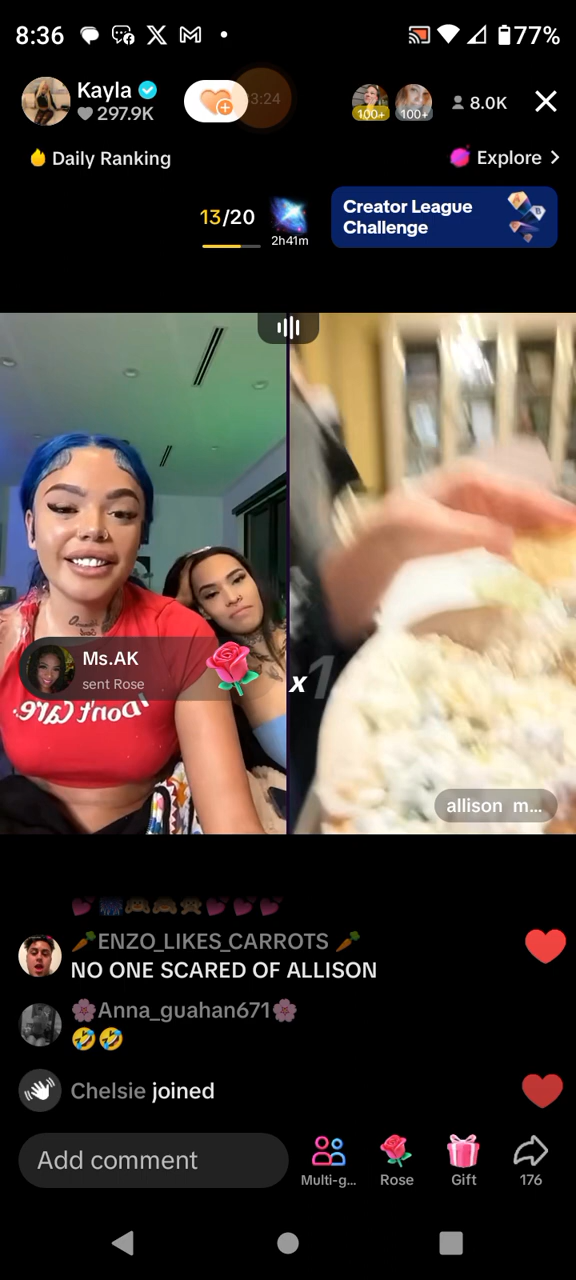 8:36
77%
Kayla
297.9K
3:24
100+
100+
8.0K
Daily Ranking
Explore
13/20
2h41m
Creator League
Challenge
Ms.AK
sent Rose
x1
I Don't Care.
allison m...
🥕ENZO_LIKES_CARROTS 🥕
NO ONE SCARED OF ALLISON
🌸Anna_guahan671🌸
🤣🤣
Chelsie joined
Add comment
Multi-g...
Rose
Gift
176